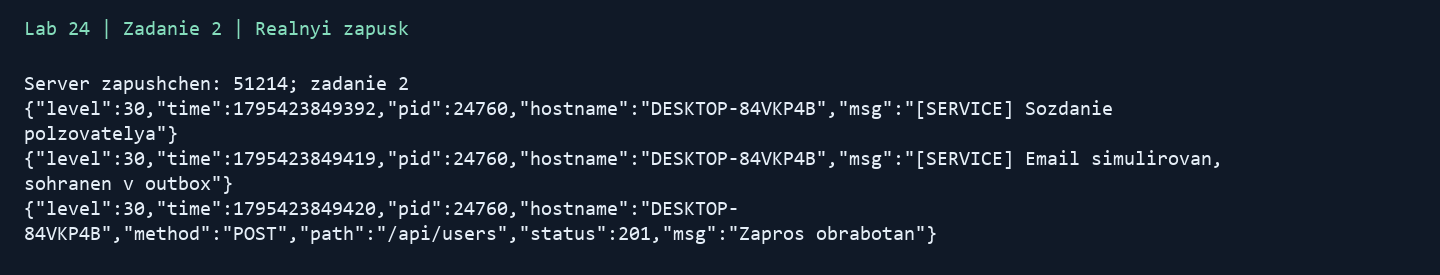 Lab 24 | Zadanie 2 | Realnyi zapusk
Server zapushchen: 51214; zadanie 2
{"level":30,"time":1795423849392,"pid":24760,"hostname":"DESKTOP-84VKP4B","msg":"[SERVICE] Sozdanie
polzovatelya"}
{"level":30,"time":1795423849419,"pid":24760,"hostname":"DESKTOP-84VKP4B","msg":"[SERVICE] Email simulirovan,
sohranen v outbox"}
{"level":30,"time":1795423849420,"pid":24760,"hostname":"DESKTOP-
84VKP4B","method":"POST","path":"/api/users","status":201,"msg":"Zapros obrabotan"}